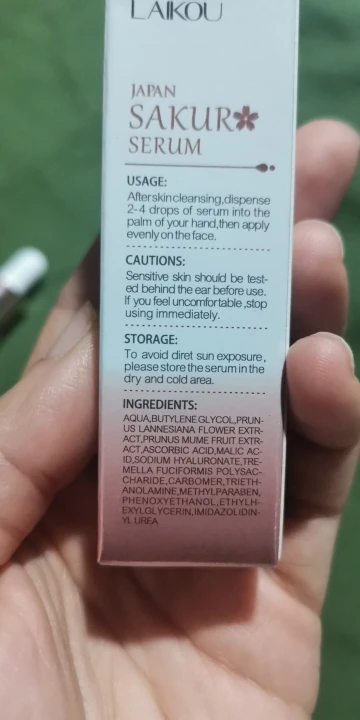 LAIKOU
JAPAN
SAKURA
SERUM
USAGE:
After skin cleansing, dispense
2-4 drops of serum into the
palm of your hand, then apply
evenly on the face.
CAUTIONS:
Sensitive skin should be test-
ed behind the ear before use.
If you feel uncomfortable ,stop
using immediately.
STORAGE:
To avoid diret sun exposure,
please store the serum in the
dry and cold area.
INGREDIENTS:
AQUA,BUTYLENE GLYCOL,PRUN-
US LANNESIANA FLOWER EXTR-
ACT,PRUNUS MUME FRUIT EXTR-
ACT,ASCORBIC ACID,MALIC AC-
ID,SODIUM HYALURONATE,TRE-
MELLA FUCIFORMIS POLYSAC-
CHARIDE,CARBOMER,TRIETH-
ANOLAMINE,METHYLPARABEN,
PHENOXYETHANOL,ETHYLH-
EXYLGLYCERIN,IMIDAZOLIDIN-
YL UREA